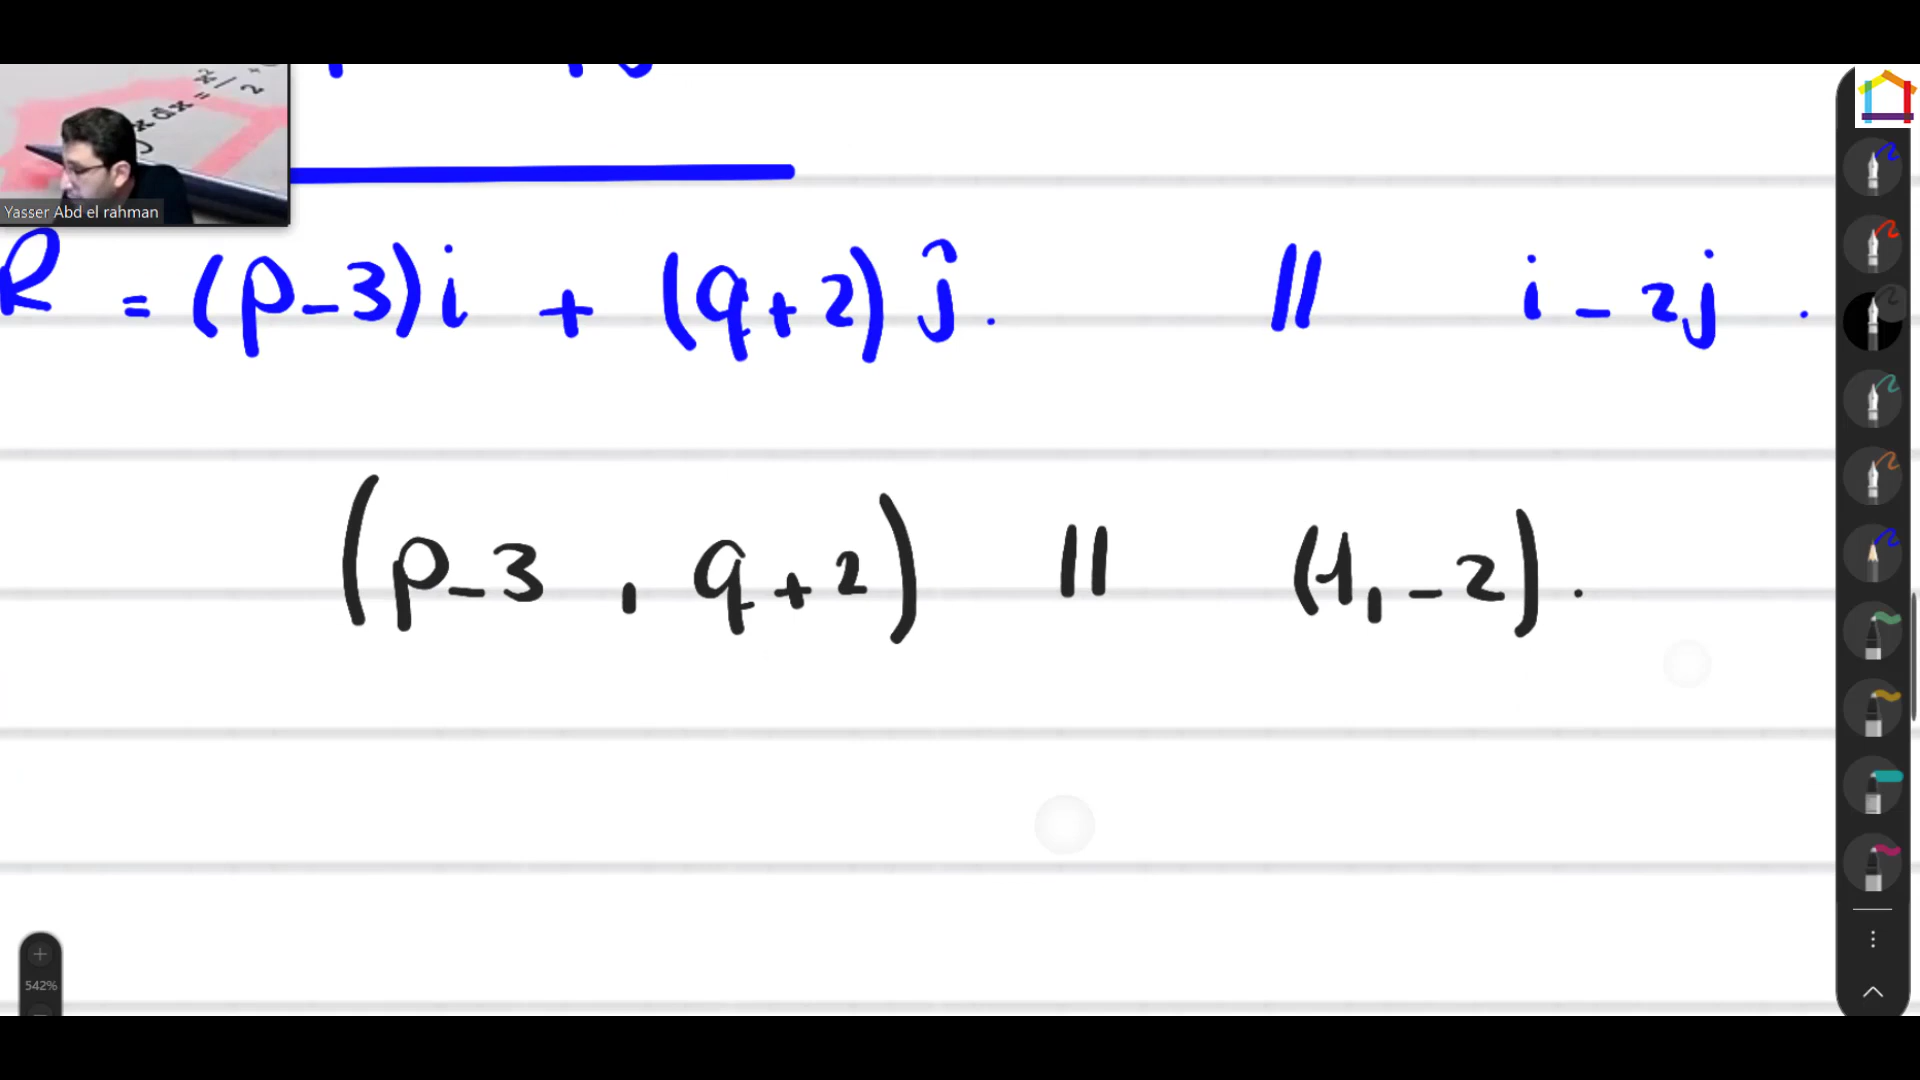 Yasser Abd el rahman
R = (p-3)i + (q+2)ĵ. // i - 2j .
(p-3 , q+2) // (1, -2).
542%